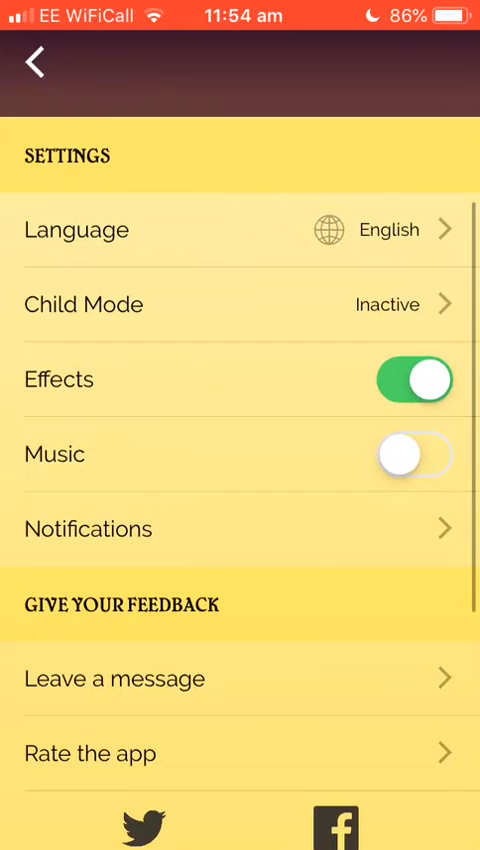 EE WiFiCall 11:54 am 86%
SETTINGS
Language English
Child Mode Inactive
Effects
Music
Notifications
GIVE YOUR FEEDBACK
Leave a message
Rate the app